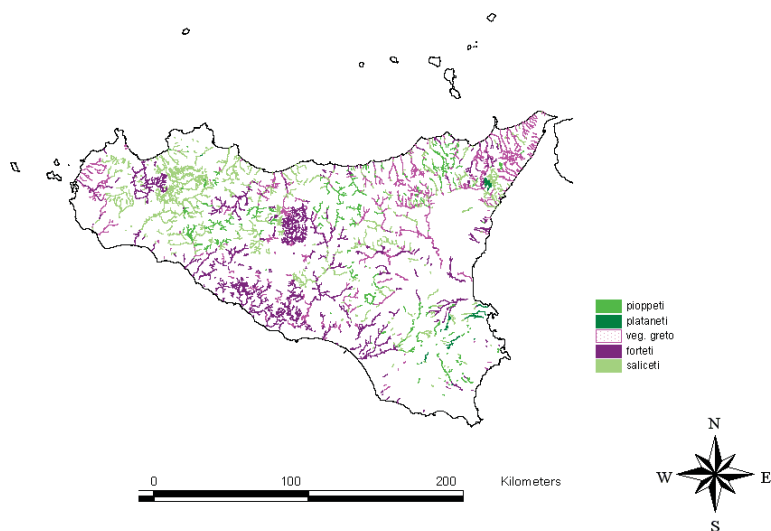 pioppeti
plataneti
veg. greto
forteti
saliceti
N
W E
S
0 100 200 Kilometers